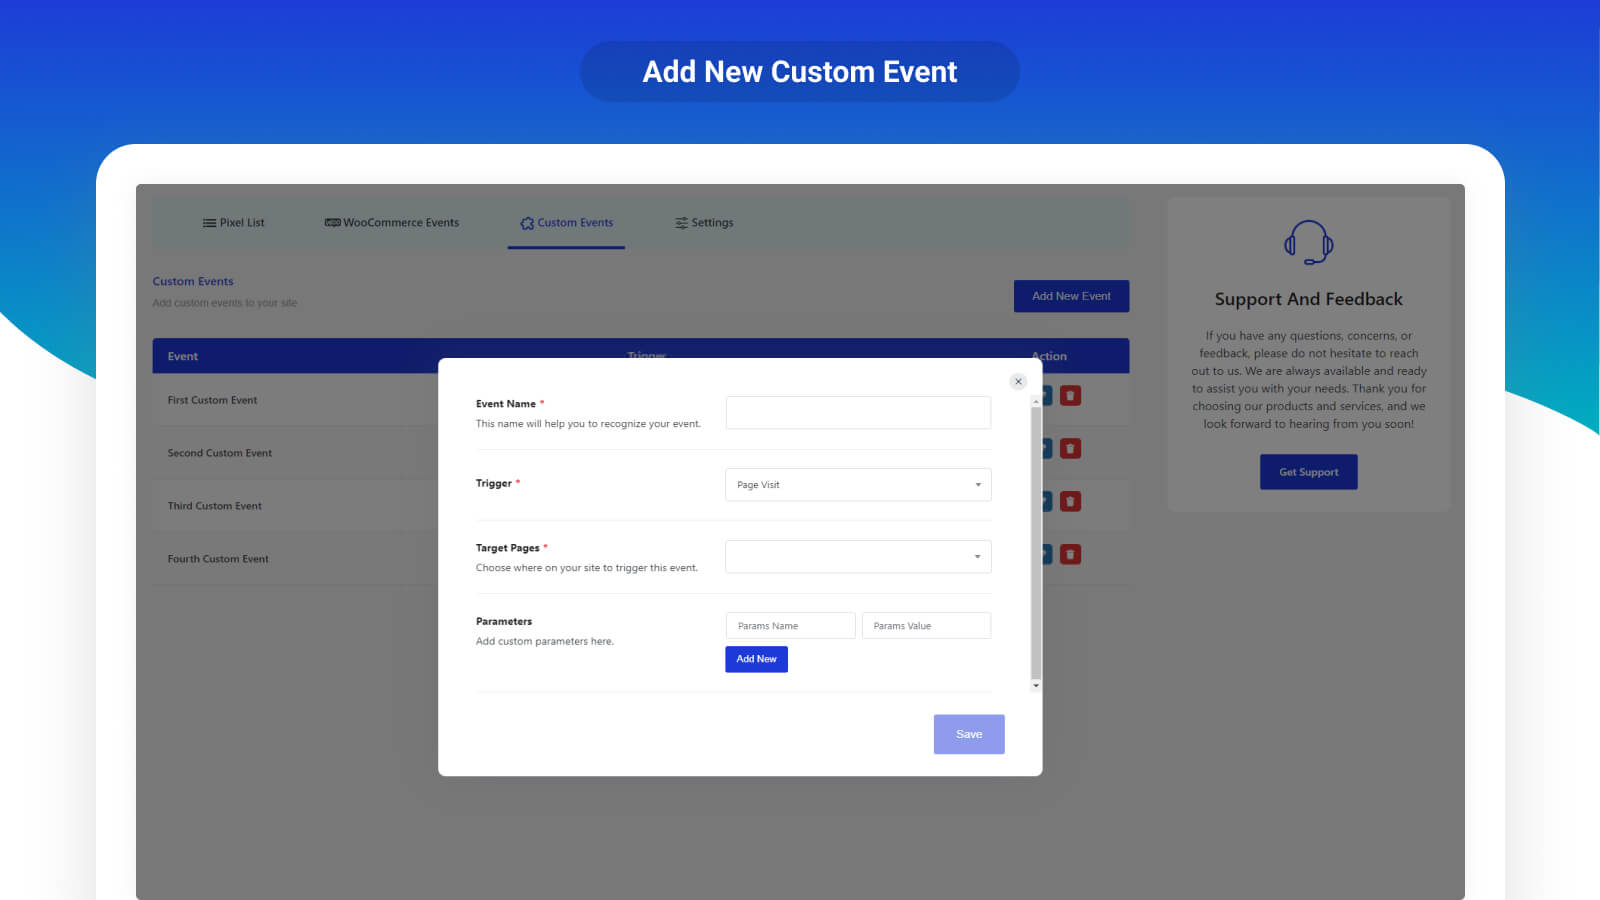 Add New Custom Event
Pixel List
WooCommerce Events
Custom Events
Settings
Custom Events
Add custom events to your site
Add New Event
Event
Trigger
Action
First Custom Event
Second Custom Event
Third Custom Event
Fourth Custom Event
Event Name *
This name will help you to recognize your event.
Trigger *
Page Visit
Target Pages *
Choose where on your site to trigger this event.
Parameters
Add custom parameters here.
Params Name
Params Value
Add New
Save
Support And Feedback
If you have any questions, concerns, or
feedback, please do not hesitate to reach
out to us. We are always available and ready
to assist you with your needs. Thank you for
choosing our products and services, and we
look forward to hearing from you soon!
Get Support